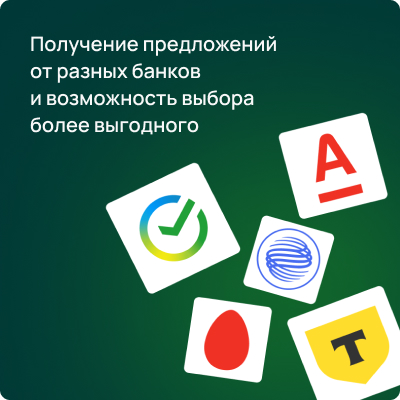 Получение предложений
от разных банков
и возможность выбора
более выгодного
А
Т